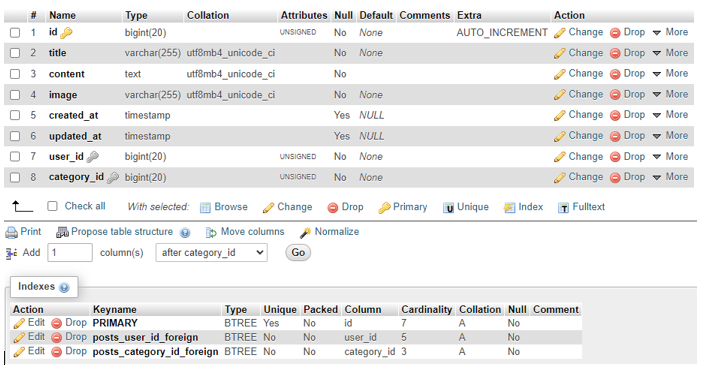 # Name Type Collation Attributes Null Default Comments Extra Action
1 id bigint(20) UNSIGNED No None AUTO_INCREMENT Change Drop More
2 title varchar(255) utf8mb4_unicode_ci No None Change Drop More
3 content text utf8mb4_unicode_ci No Change Drop More
4 image varchar(255) utf8mb4_unicode_ci No None Change Drop More
5 created_at timestamp Yes NULL Change Drop More
6 updated_at timestamp Yes NULL Change Drop More
7 user_id bigint(20) UNSIGNED No None Change Drop More
8 category_id bigint(20) UNSIGNED No None Change Drop More
Check all With selected: Browse Change Drop Primary Unique Index Fulltext
Print Propose table structure Move columns Normalize
Add 1 column(s) after category_id Go
Indexes
Action Keyname Type Unique Packed Column Cardinality Collation Null Comment
Edit Drop PRIMARY BTREE Yes No id 7 A No
Edit Drop posts_user_id_foreign BTREE No No user_id 5 A No
Edit Drop posts_category_id_foreign BTREE No No category_id 3 A No